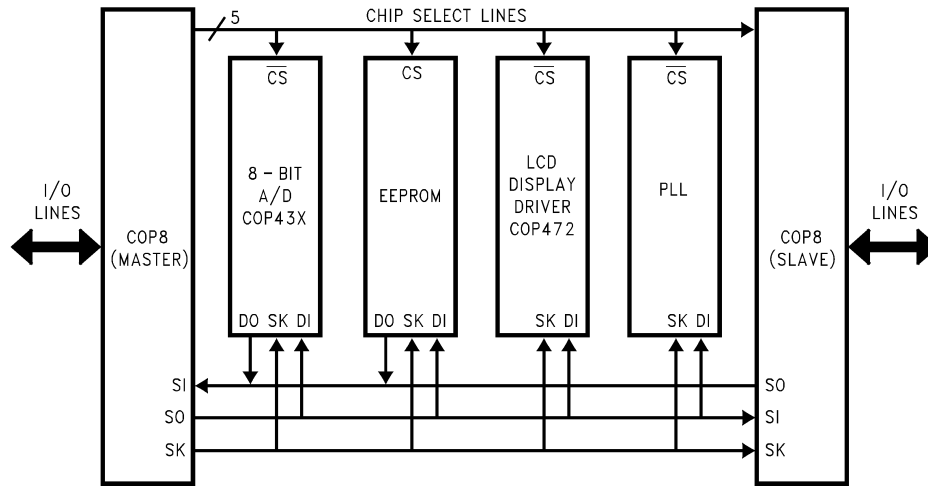 5
CHIP SELECT LINES
CS
CS
CS
CS
8 - BIT
A/D
COP43X
EEPROM
LCD
DISPLAY
DRIVER
COP472
PLL
I/O
LINES
COP8
(MASTER)
COP8
(SLAVE)
I/O
LINES
DO SK DI
DO SK DI
SK DI
SK DI
SI
SO
SK
SO
SI
SK